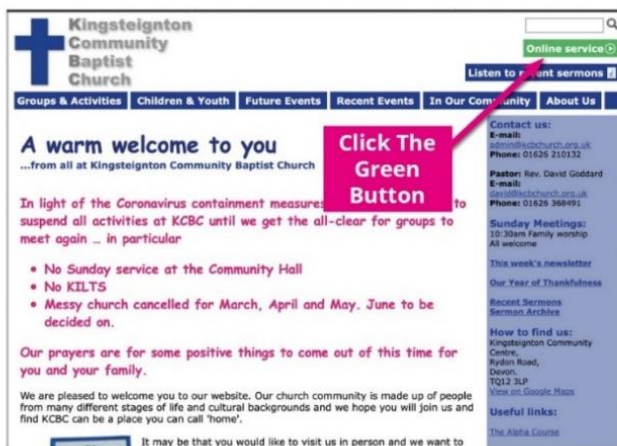 Kingsteignton
Community
Baptist
Church
Online service
Listen to recent sermons
Groups & Activities Children & Youth Future Events Recent Events In Our Community About Us
A warm welcome to you
...from all at Kingsteignton Community Baptist Church
Click The
Green
Button
In light of the Coronavirus containment measures to
suspend all activities at KCBC until we get the all-clear for groups to
meet again ... in particular
• No Sunday service at the Community Hall
• No KILTS
• Messy church cancelled for March, April and May. June to be
decided on.
Our prayers are for some positive things to come out of this time for
you and your family.
We are pleased to welcome you to our website. Our church community is made up of people
from many different stages of life and cultural backgrounds and we hope you will join us and
find KCBC can be a place you can call 'home'.
It may be that you would like to visit us in person and we want to
Contact us:
E-mail:
admin@kcbchurch.org.uk
Phone: 01626 210132
Pastor: Rev. David Goddard
E-mail:
david@kcbchurch.org.uk
Phone: 01626 368491
Sunday Meetings:
10:30am Family worship
All welcome
This week's newsletter
Our Year of Thankfulness
Recent Sermons
Sermon Archive
How to find us:
Kingsteignton Community
Centre,
Rydon Road,
Devon.
TQ12 3LP
View on Google Maps
Useful links:
The Alpha Course